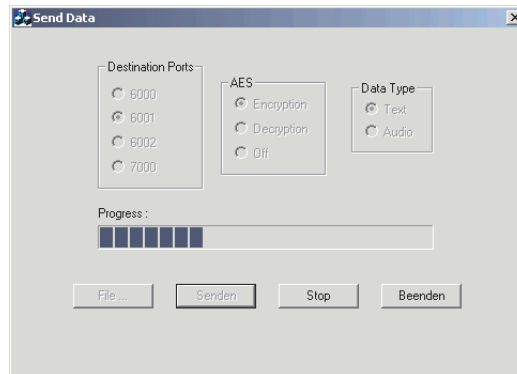 Send Data
Destination Ports
6000
6001
6002
7000
AES
Encryption
Decryption
Off
Data Type
Text
Audio
Progress :
File ...
Senden
Stop
Beenden